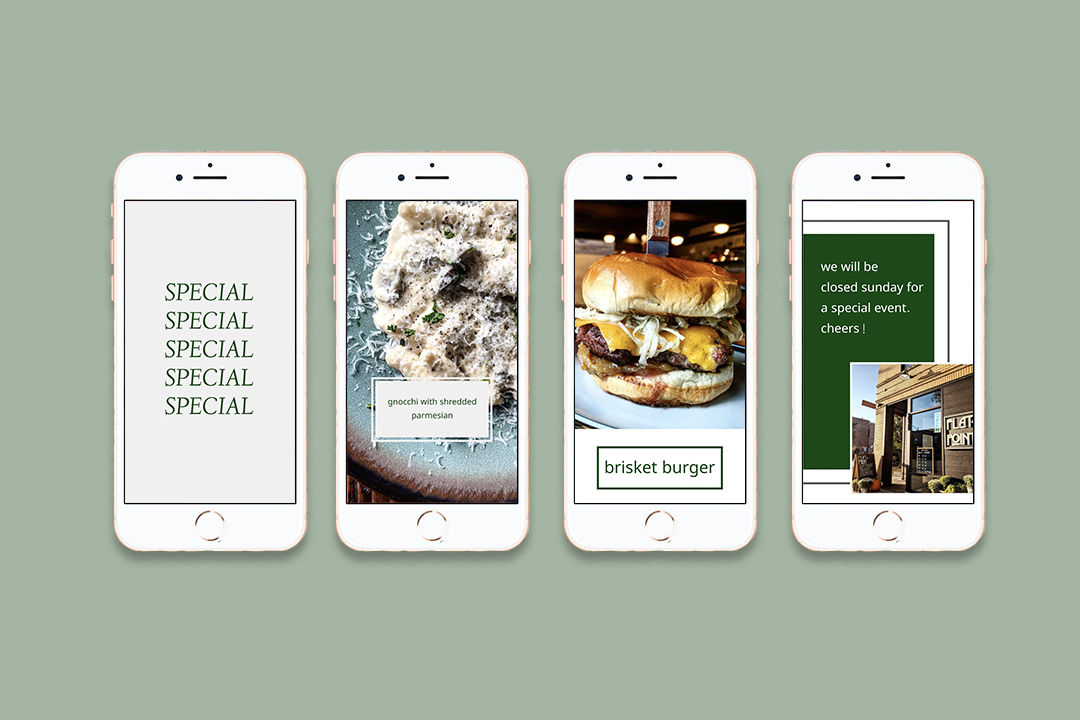 SPECIAL
SPECIAL
SPECIAL
SPECIAL
SPECIAL
gnocchi with shredded
parmesian
brisket burger
we will be
closed sunday for
a special event.
cheers !
FLAT
POINT